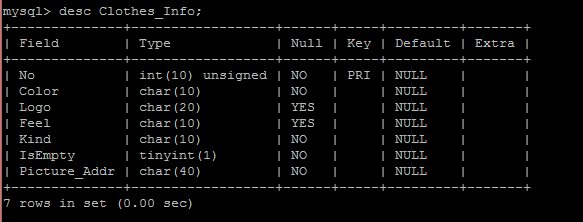 mysql> desc Clothes_Info;
+--------------+------------------+------+-----+---------+-------+
| Field        | Type             | Null | Key | Default | Extra |
+--------------+------------------+------+-----+---------+-------+
| No           | int(10) unsigned | NO   | PRI | NULL    |       |
| Color        | char(10)         | NO   |     | NULL    |       |
| Logo         | char(20)         | YES  |     | NULL    |       |
| Feel         | char(10)         | YES  |     | NULL    |       |
| Kind         | char(10)         | NO   |     | NULL    |       |
| IsEmpty      | tinyint(1)       | NO   |     | NULL    |       |
| Picture_Addr | char(40)         | NO   |     | NULL    |       |
+--------------+------------------+------+-----+---------+-------+
7 rows in set (0.00 sec)